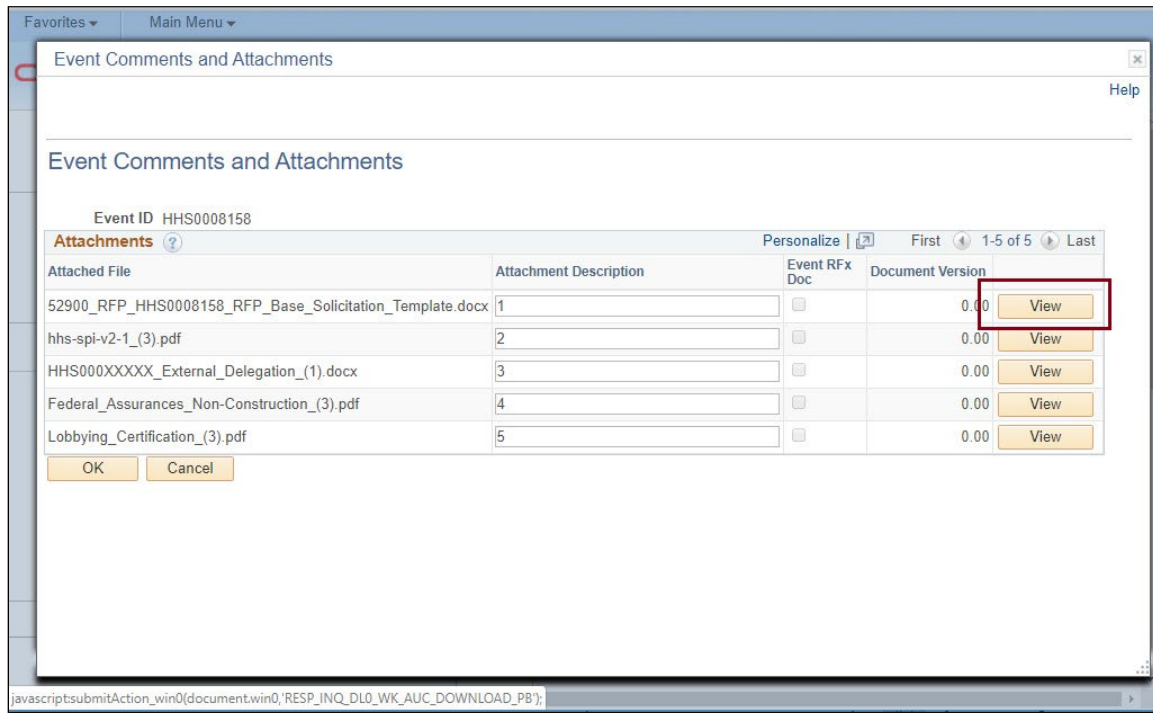 Favorites Main Menu
Event Comments and Attachments
Help
Event Comments and Attachments
Event ID HHS0008158
Attachments ? Personalize | First 1-5 of 5 Last
Attached File Attachment Description Event RFx Doc Document Version
52900_RFP_HHS0008158_RFP_Base_Solicitation_Template.docx 1 0.00 View
hhs-spi-v2-1_(3).pdf 2 0.00 View
HHS000XXXXX_External_Delegation_(1).docx 3 0.00 View
Federal_Assurances_Non-Construction_(3).pdf 4 0.00 View
Lobbying_Certification_(3).pdf 5 0.00 View
OK Cancel
javascript:submitAction_win0(document.win0,'RESP_INQ_DL0_WK_AUC_DOWNLOAD_PB');